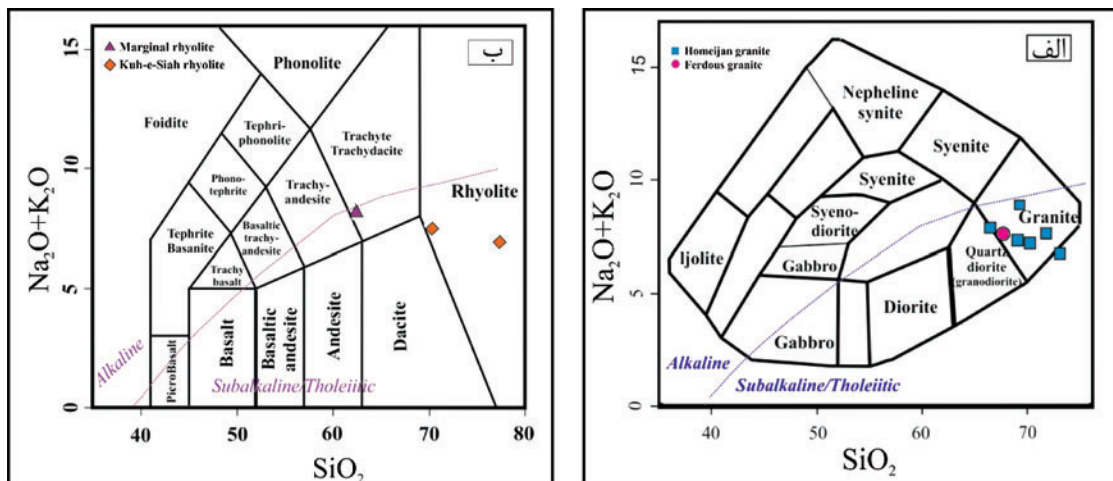 ب
Marginal rhyolite
Kuh-e-Siah rhyolite
15
10
5
0
Na₂O+K₂O
Phonolite
Foidite
Tephri-
phonolite
Trachyte
Trachydacite
Rhyolite
Phono-
tephrite
Trachy-
andesite
Tephrite
Basanite
Basaltic
trachy-
andesite
Trachy
basalt
PicroBasalt
Basalt
Basaltic
andesite
Andesite
Dacite
Alkaline
Subalkaline/Tholeiitic
40
50
60
70
80
SiO₂
الف
Homeijan granite
Ferdous granite
15
10
5
0
Na₂O+K₂O
Nepheline
synite
Syenite
Syenite
Syeno-
diorite
Granite
Ijolite
Gabbro
Quartz
diorite
(granodiorite)
Diorite
Gabbro
Alkaline
Subalkaline/Tholeiitic
40
50
60
70
SiO₂